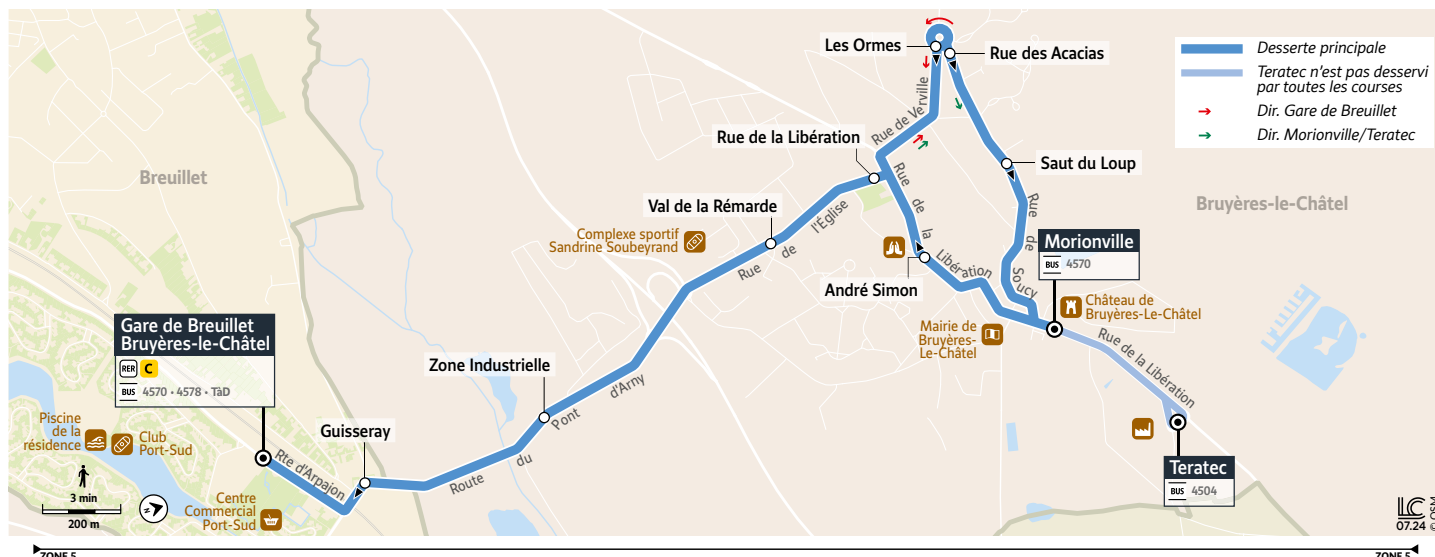 Les Ormes
Rue des Acacias
Desserte principale
Teratec n'est pas desservi
par toutes les courses
Dir. Gare de Breuillet
Dir. Morionville/Teratec
Rue de Verville
Rue de la Libération
Saut du Loup
Breuillet
Bruyères-le-Châtel
Val de la Rémarde
Complexe sportif
Sandrine Soubeyrand
Rue de l'Église
Rue de la Libération
Rue de Soucy
Morionville
BUS 4570
André Simon
Château de
Bruyères-Le-Châtel
Mairie de
Bruyères-
Le-Châtel
Rue de la Libération
Gare de Breuillet
Bruyères-le-Châtel
RER C
BUS 4570 • 4578 • TàD
Zone Industrielle
Route du Pont d'Arny
Guisseray
Piscine
de la
résidence
Club
Port-Sud
Rte d'Arpajon
Centre
Commercial
Port-Sud
3 min
200 m
Teratec
BUS 4504
LC
07.24
© OSM
ZONE 5
ZONE 5